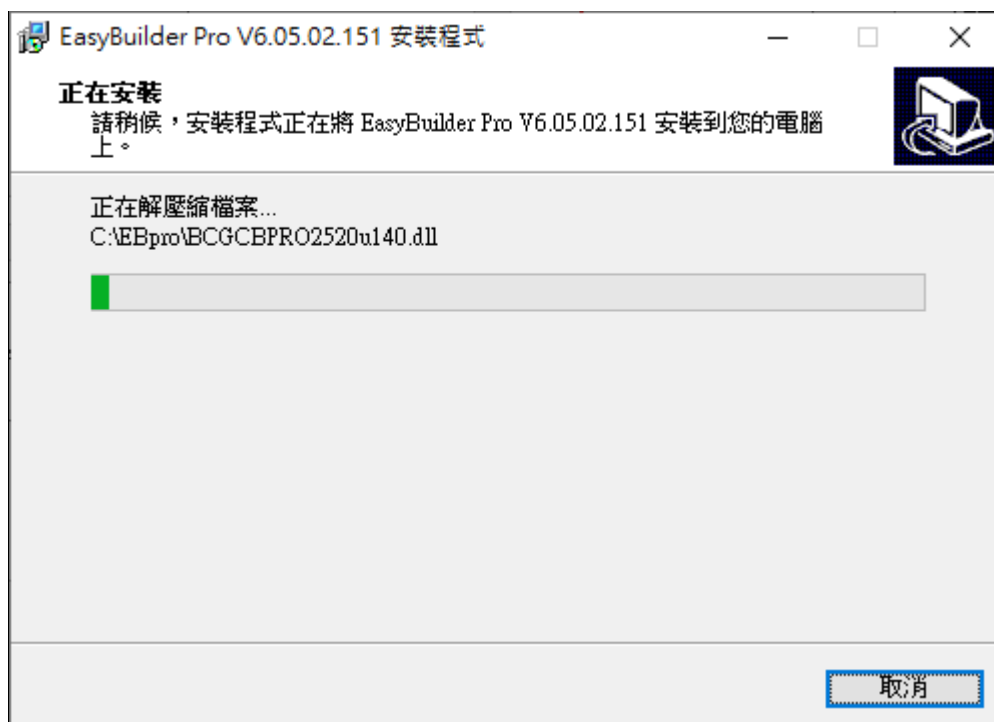 EasyBuilder Pro V6.05.02.151 安裝程式
正在安裝
請稍候，安裝程式正在將 EasyBuilder Pro V6.05.02.151 安裝到您的電腦
上。
正在解壓縮檔案...
C:\EBpro\BCGCBPRO2520u140.dll
取消